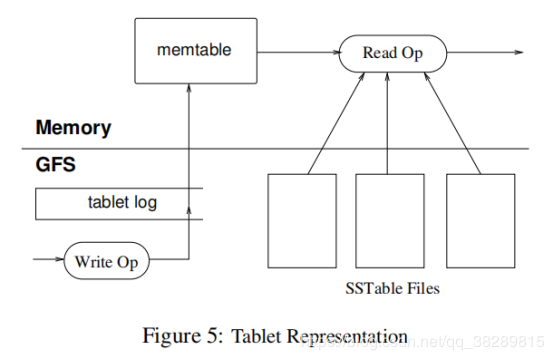 memtable
Read Op
Memory
GFS
tablet log
Write Op
SSTable Files
Figure 5: Tablet Representation
https://blog.csdn.net/qq_38289815